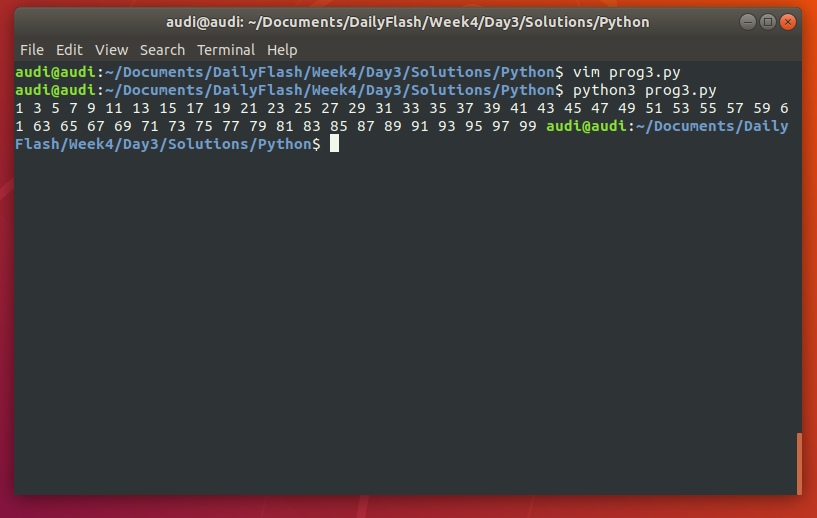 audi@audi: ~/Documents/DailyFlash/Week4/Day3/Solutions/Python
File Edit View Search Terminal Help
audi@audi:~/Documents/DailyFlash/Week4/Day3/Solutions/Python$ vim prog3.py
audi@audi:~/Documents/DailyFlash/Week4/Day3/Solutions/Python$ python3 prog3.py
1 3 5 7 9 11 13 15 17 19 21 23 25 27 29 31 33 35 37 39 41 43 45 47 49 51 53 55 57 59 6
1 63 65 67 69 71 73 75 77 79 81 83 85 87 89 91 93 95 97 99 audi@audi:~/Documents/Daily
Flash/Week4/Day3/Solutions/Python$